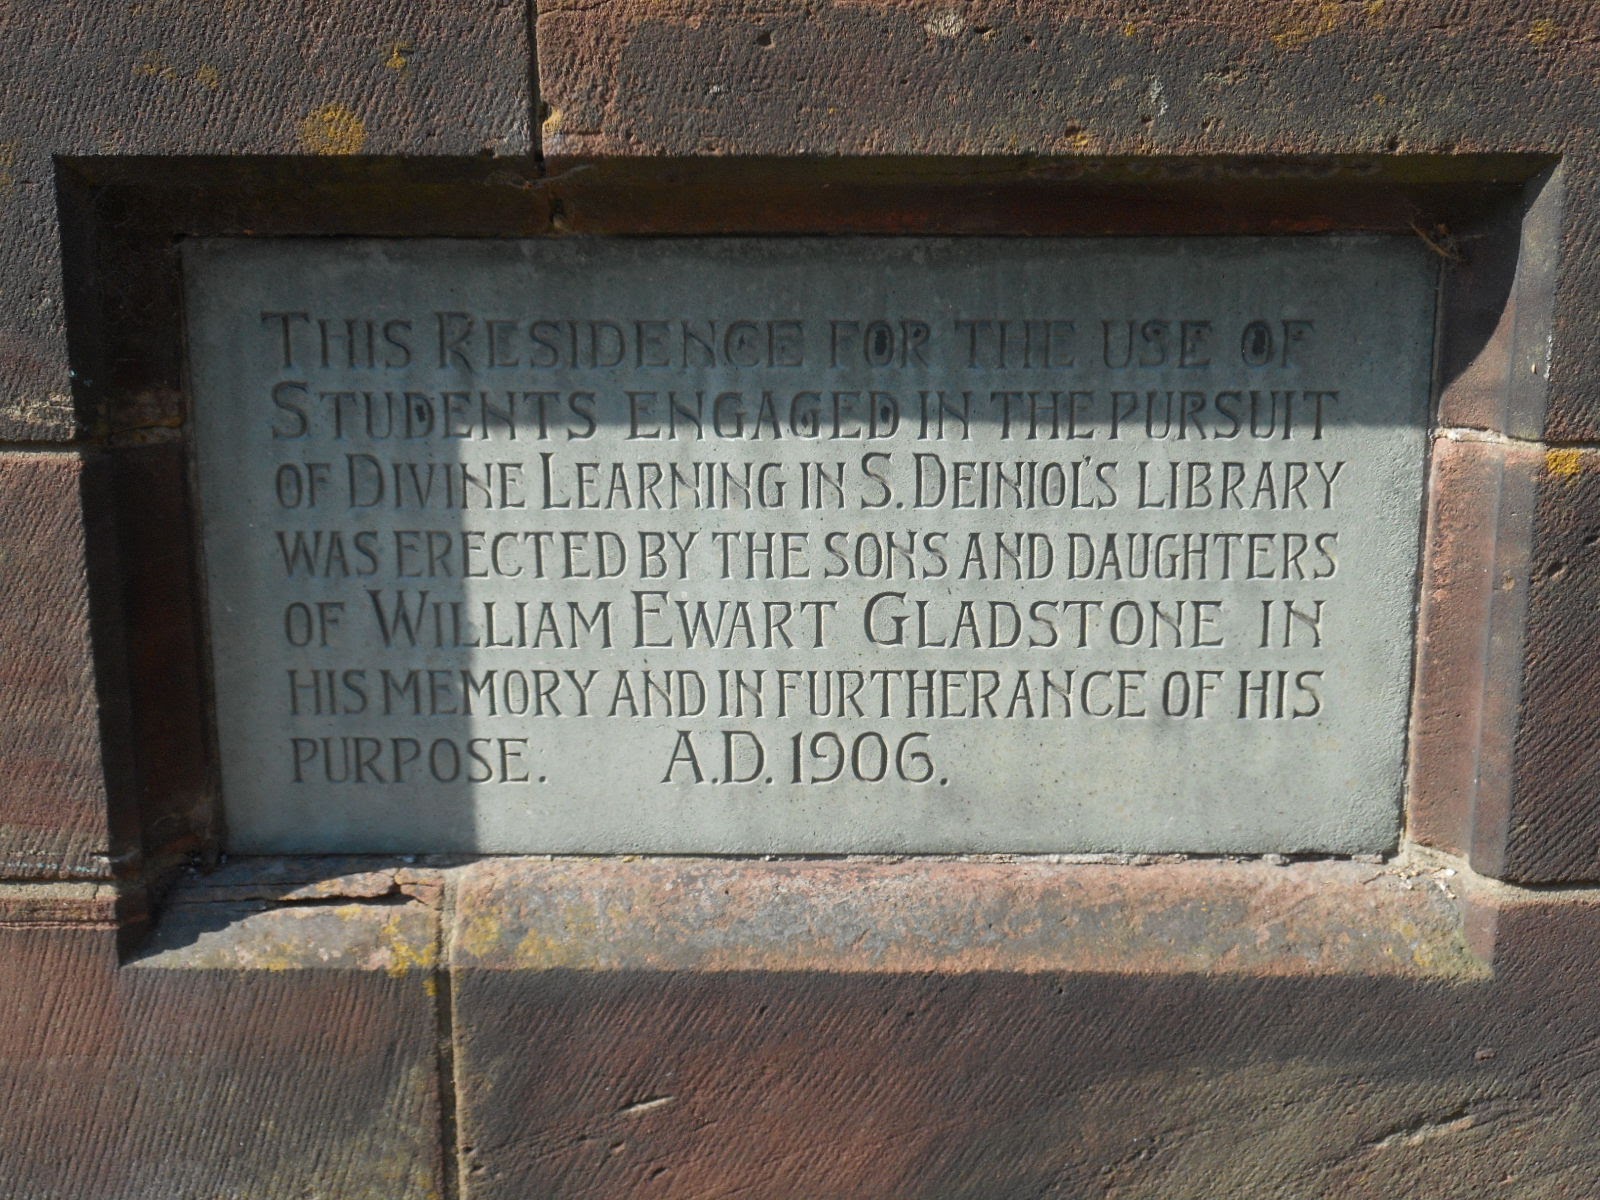 THIS RESIDENCE FOR THE USE OF
STUDENTS ENGAGED IN THE PURSUIT
OF DIVINE LEARNING IN S. DEINIOL'S LIBRARY
WAS ERECTED BY THE SONS AND DAUGHTERS
OF WILLIAM EWART GLADSTONE IN
HIS MEMORY AND IN FURTHERANCE OF HIS
PURPOSE. A.D. 1906.